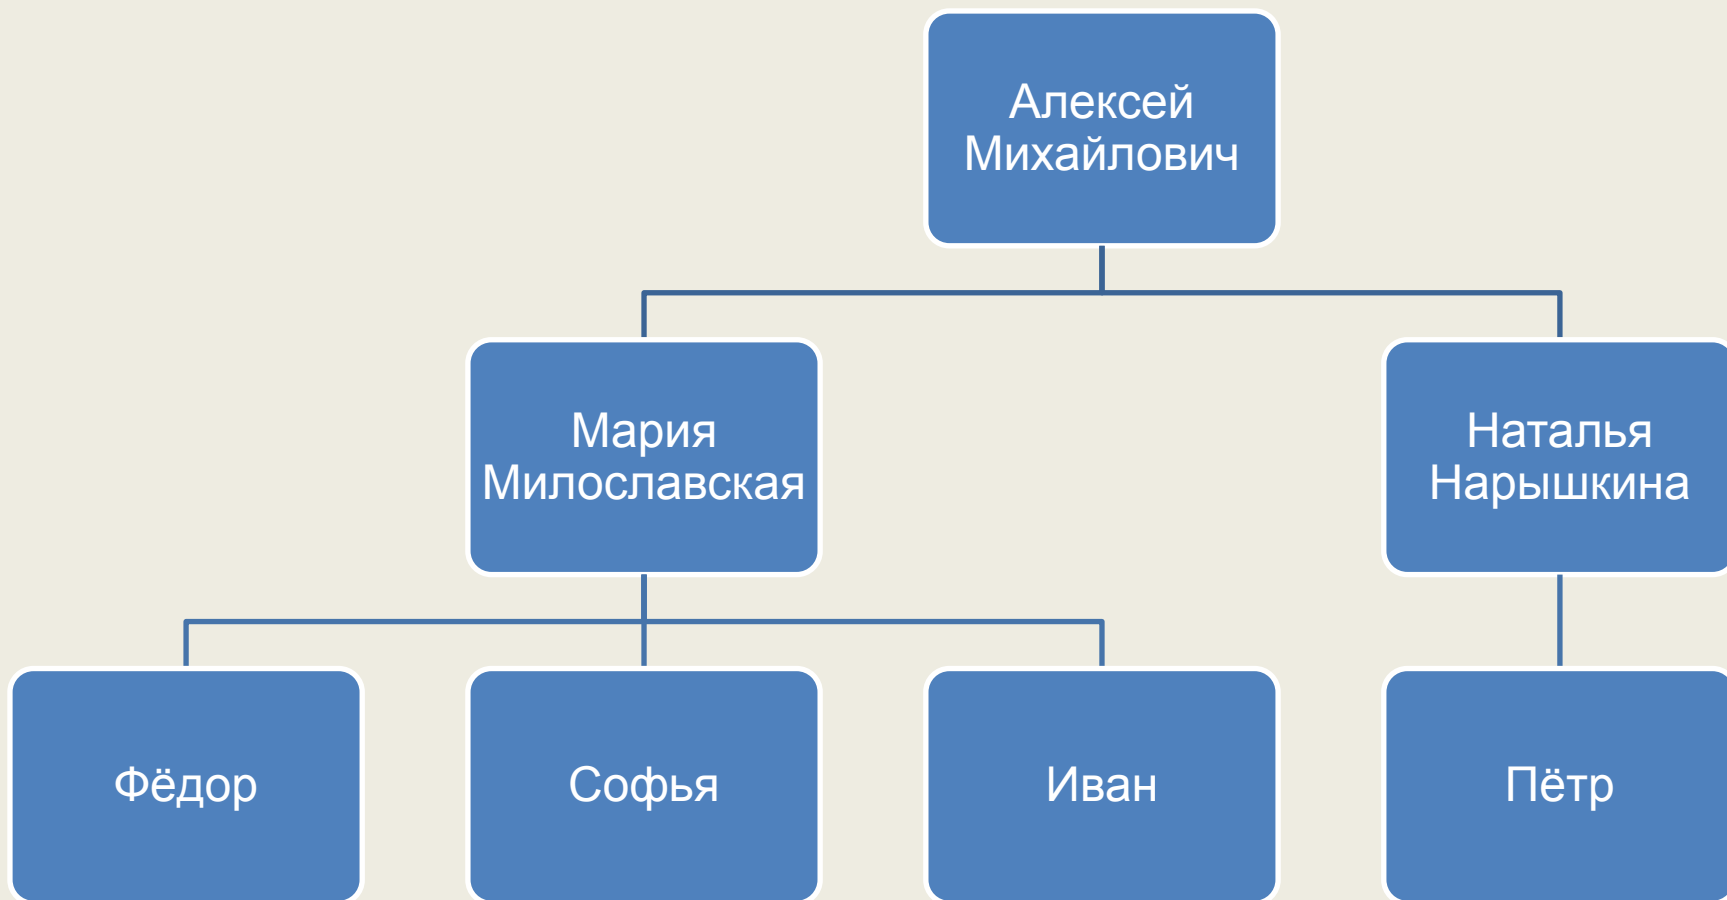 Алексей
Михайлович
Мария
Милославская
Наталья
Нарышкина
Фёдор
Софья
Иван
Пётр